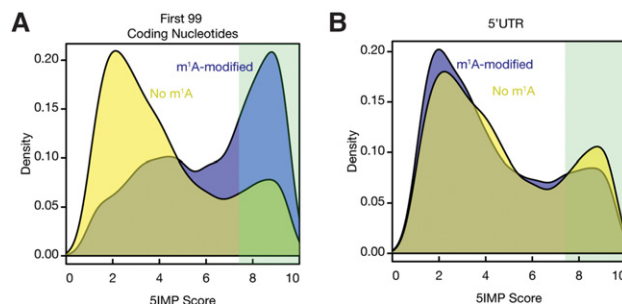 A
First 99
Coding Nucleotides
m¹A-modified
No m¹A
Density
0.20
0.15
0.10
0.05
0.00
0 2 4 6 8 10
5IMP Score
B
5'UTR
m¹A-modified
No m¹A
Density
0.20
0.15
0.10
0.05
0.00
0 2 4 6 8 10
5IMP Score